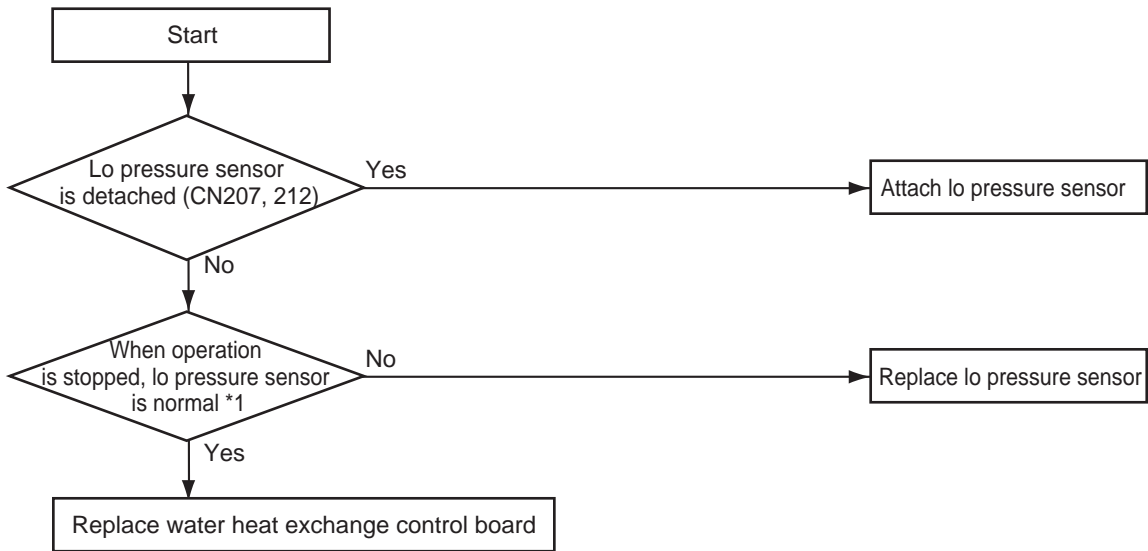 Start
Lo pressure sensor
is detached (CN207, 212)
Yes
Attach lo pressure sensor
No
When operation
is stopped, lo pressure sensor
is normal *1
No
Replace lo pressure sensor
Yes
Replace water heat exchange control board